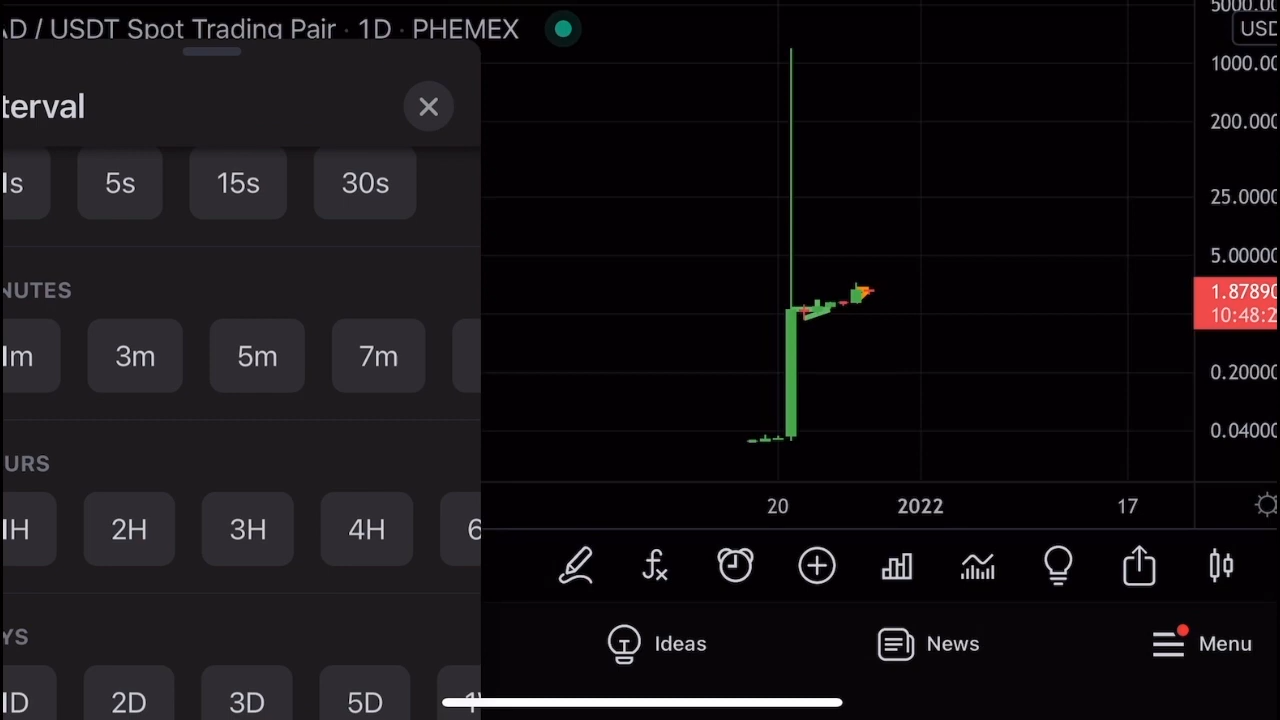 AD / USDT Spot Trading Pair · 1D · PHEMEX
terval
5s 15s 30s
NUTES
3m 5m 7m
URS
2H 3H 4H 6
YS
2D 3D 5D
1000.00
200.000
25.0000
USD
5.00000
1.87890
10:48:2
0.20000
0.04000
20 2022 17
Ideas News Menu